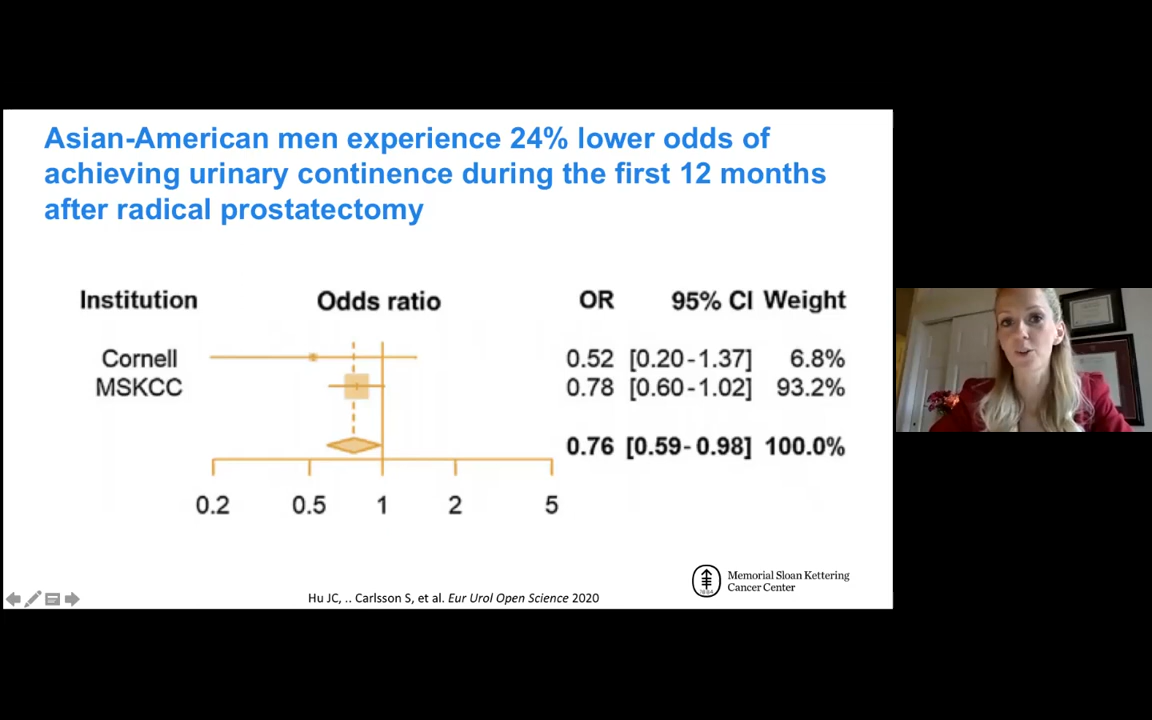 Asian-American men experience 24% lower odds of
achieving urinary continence during the first 12 months
after radical prostatectomy
Institution Odds ratio OR 95% CI Weight
Cornell 0.52 [0.20-1.37] 6.8%
MSKCC 0.78 [0.60-1.02] 93.2%
0.76 [0.59-0.98] 100.0%
0.2 0.5 1 2 5
Memorial Sloan Kettering
Cancer Center
Hu JC, .. Carlsson S, et al. Eur Urol Open Science 2020